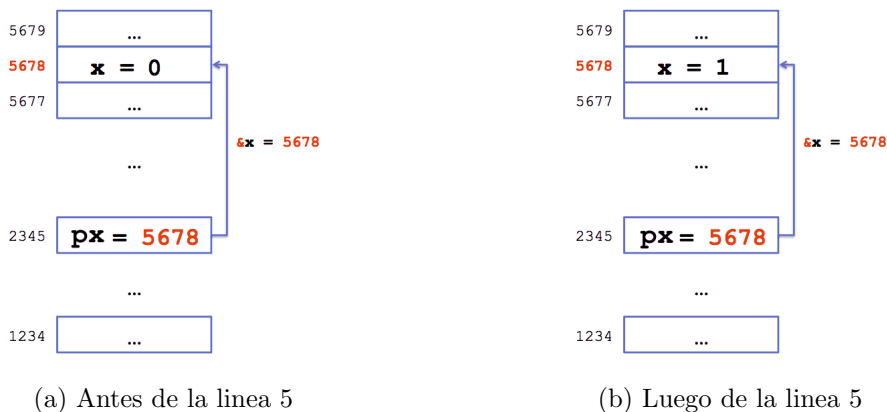 5679 ...
5678 x = 0
5677 ...
&x = 5678
...
2345 px = 5678
...
1234 ...
(a) Antes de la linea 5
5679 ...
5678 x = 1
5677 ...
&x = 5678
...
2345 px = 5678
...
1234 ...
(b) Luego de la linea 5